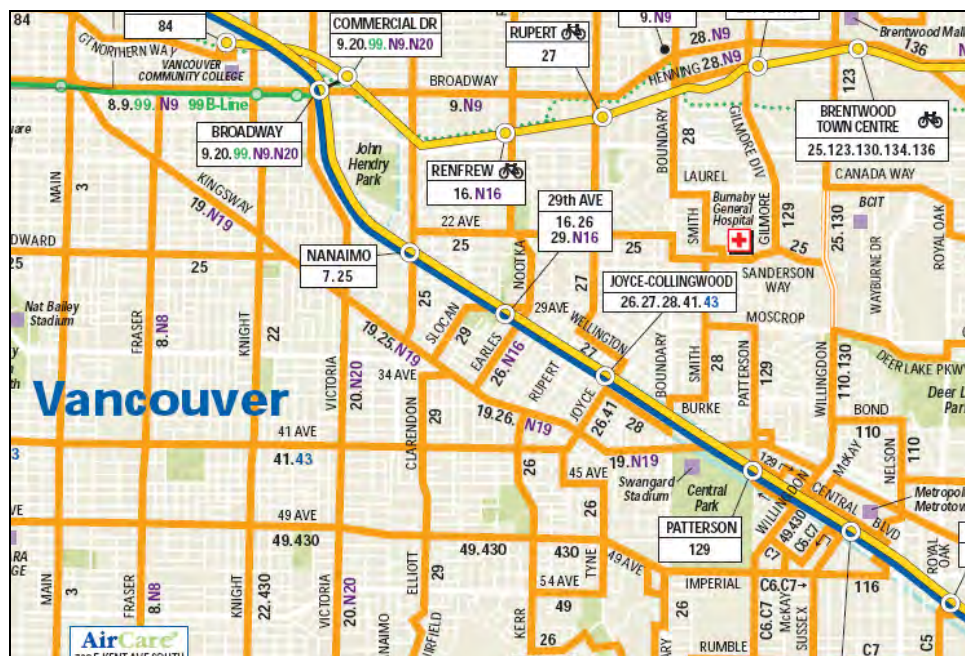 84
84
COMMERCIAL DR
9.20.99.N9.N20
RUPERT
27
9.N9
28.N9
Brentwood Mall
136
GT NORTHERN WAY
VANCOUVER
COMMUNITY COLLEGE
BROADWAY
HENNING 28.N9
123
8.9.99.N9
99 B-Line
9.N9
BROADWAY
9.20.99.N9.N20
John
Hendry
Park
RENFREW
16.N16
BOUNDARY
28
GILMORE DIV
BRENTWOOD
TOWN CENTRE
25.123.130.134.136
LAUREL
CANADA WAY
MAIN
3
KINGSWAY
19.N19
22 AVE
25
29th AVE
16.26
29.N16
25
SMITH
Burnaby
General
Hospital
GILMORE
129
25
25.130
BCIT
WAYBURNE DR
ROYAL OAK
25
25
NANAIMO
7.25
NOOTKA
27
JOYCE-COLLINGWOOD
26.27.28.41.43
SANDERSON
WAY
MOSCROP
Nat Bailey
Stadium
FRASER
8.N8
KNIGHT
22
VICTORIA
20.N20
19.25.N19
25
SLOCAN
29
EARLES
26.N16
29 AVE
WELLINGTON
27
RUPERT
JOYCE
26.41
28
BOUNDARY
SMITH
28
PATTERSON
129
WILLINGDON
110.130
DEER LAKE PKWY
Deer L
Park
34 AVE
Vancouver
CLARENDON
29
19.26.
N19
BURKE
BOND
110
110
NELSON
McKAY
41 AVE
41.43
26
45 AVE
26
19.N19
Swangard
Stadium
Central
Park
129
WILLINGDON
CENTRAL
BLVD
Metropol
Metrotow
49 AVE
49.430
49.430
430
TYNE
49 AVE
PATTERSON
129
49.430
C6.C7
C7
ROYAL
OAK
MAIN
3
FRASER
8.N8
KNIGHT
22.430
VICTORIA
20.N20
ELLIOTT
29
KERR
26
54 AVE
49
26
IMPERIAL
C6.C7
116
C6.C7
McKAY
SUSSEX
RUMBLE
C7
C5
AirCare